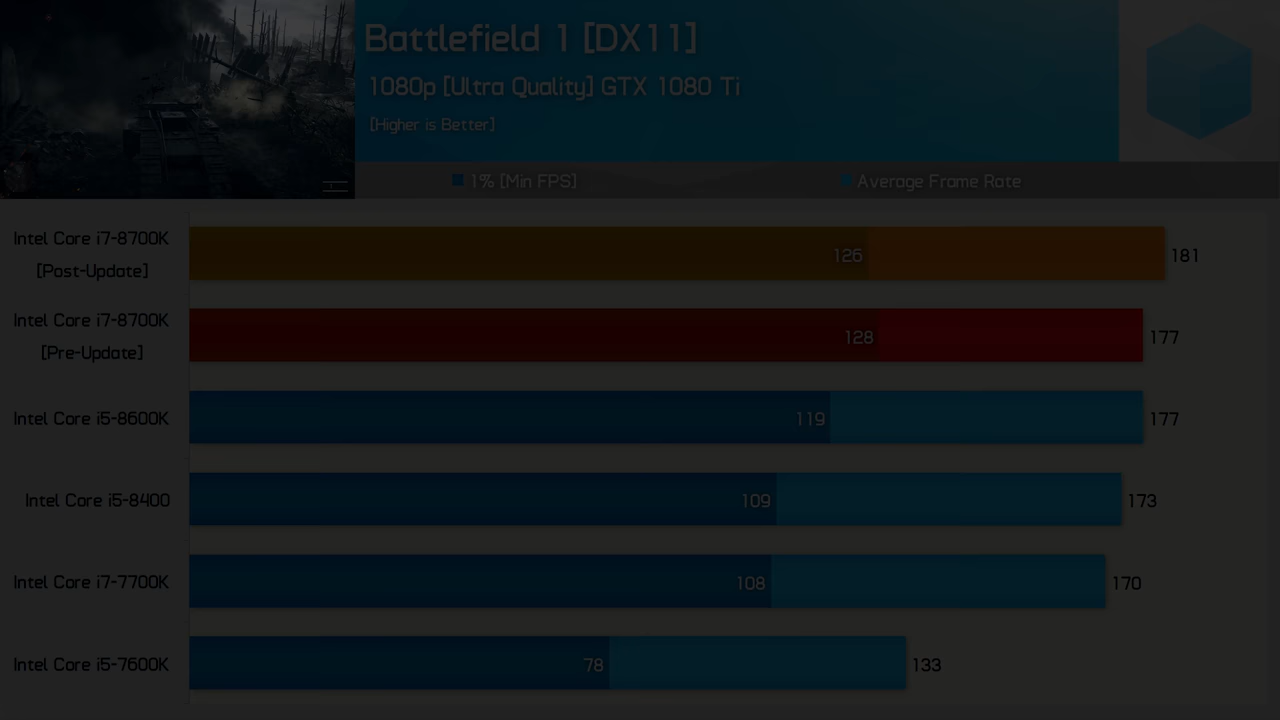 Battlefield 1 [DX11]
1080p [Ultra Quality] GTX 1080 Ti
[Higher is Better]
1% [Min FPS]
Average Frame Rate
Intel Core i7-8700K
[Post-Update]
126
181
Intel Core i7-8700K
[Pre-Update]
128
177
Intel Core i5-8600K
119
177
Intel Core i5-8400
109
173
Intel Core i7-7700K
108
170
Intel Core i5-7600K
78
133